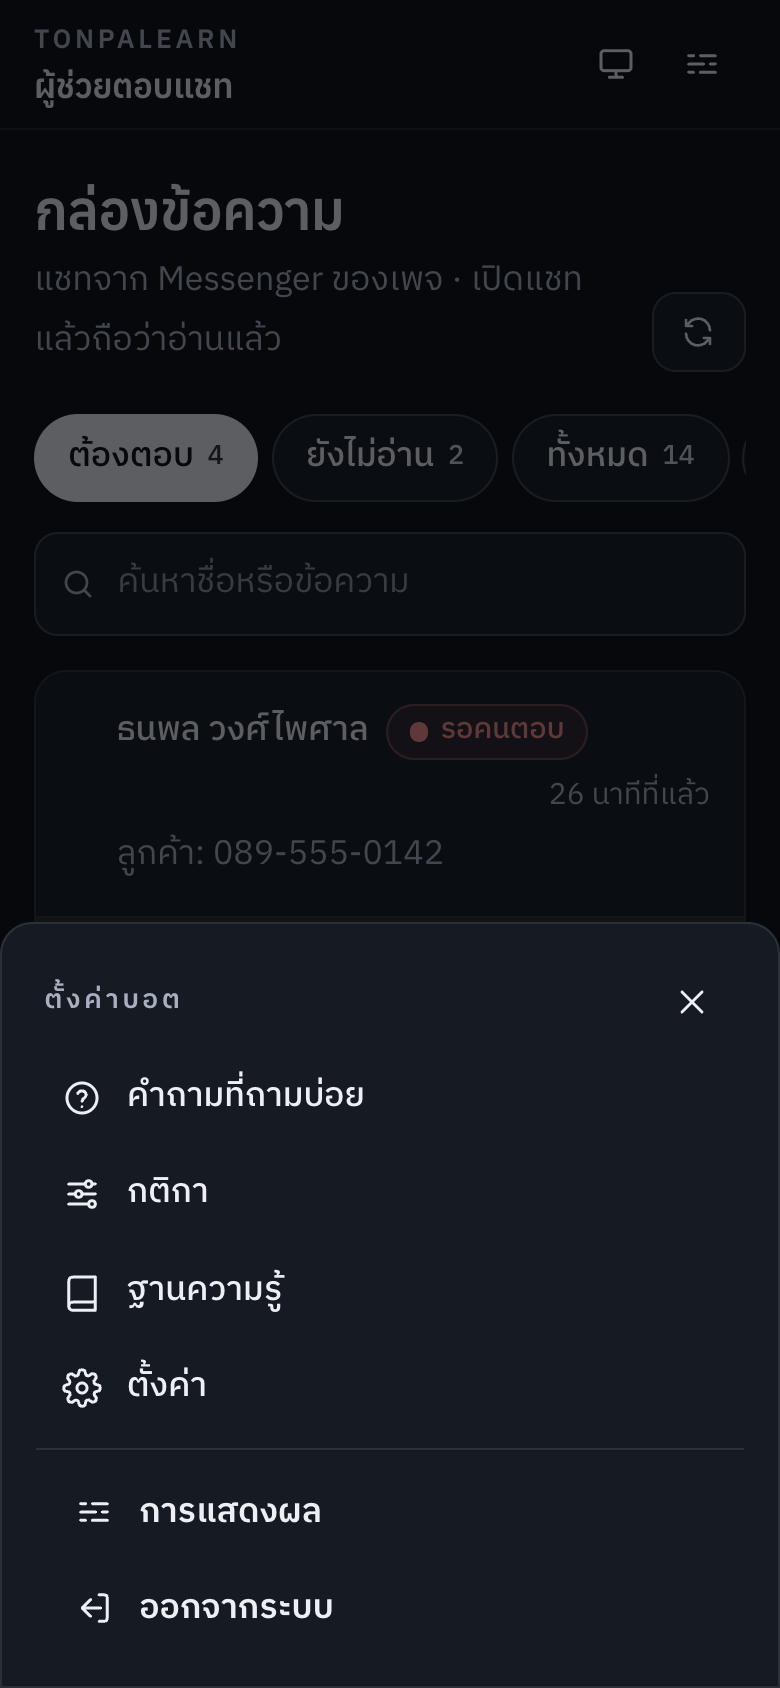 TONPALEARN
ผู้ช่วยตอบแชท
กล่องข้อความ
แชทจาก Messenger ของเพจ · เปิดแชท
แล้วถือว่าอ่านแล้ว
ต้องตอบ 4 ยังไม่อ่าน 2 ทั้งหมด 14
ค้นหาชื่อหรือข้อความ
ธนพล วงศ์ไพศาล รอคนตอบ
26 นาทีที่แล้ว
ลูกค้า: 089-555-0142
ตั้งค่าบอต
คำถามที่ถามบ่อย
กติกา
ฐานความรู้
ตั้งค่า
การแสดงผล
ออกจากระบบ